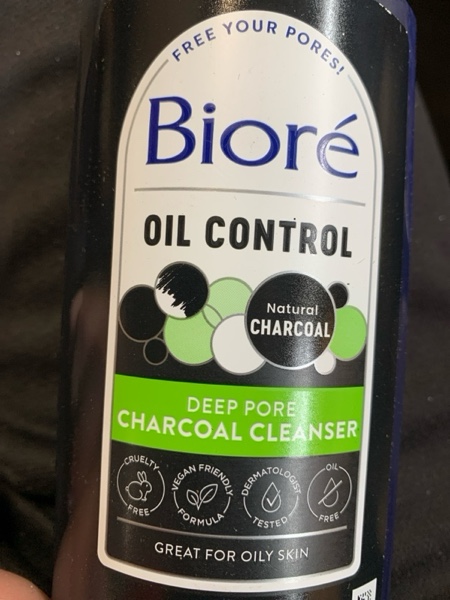 FREE YOUR PORES!
Bioré
OIL CONTROL
Natural
CHARCOAL
DEEP PORE
CHARCOAL CLEANSER
CRUELTY
FREE
VEGAN FRIENDLY
FORMULA
DERMATOLOGIST
TESTED
OIL
FREE
GREAT FOR OILY SKIN